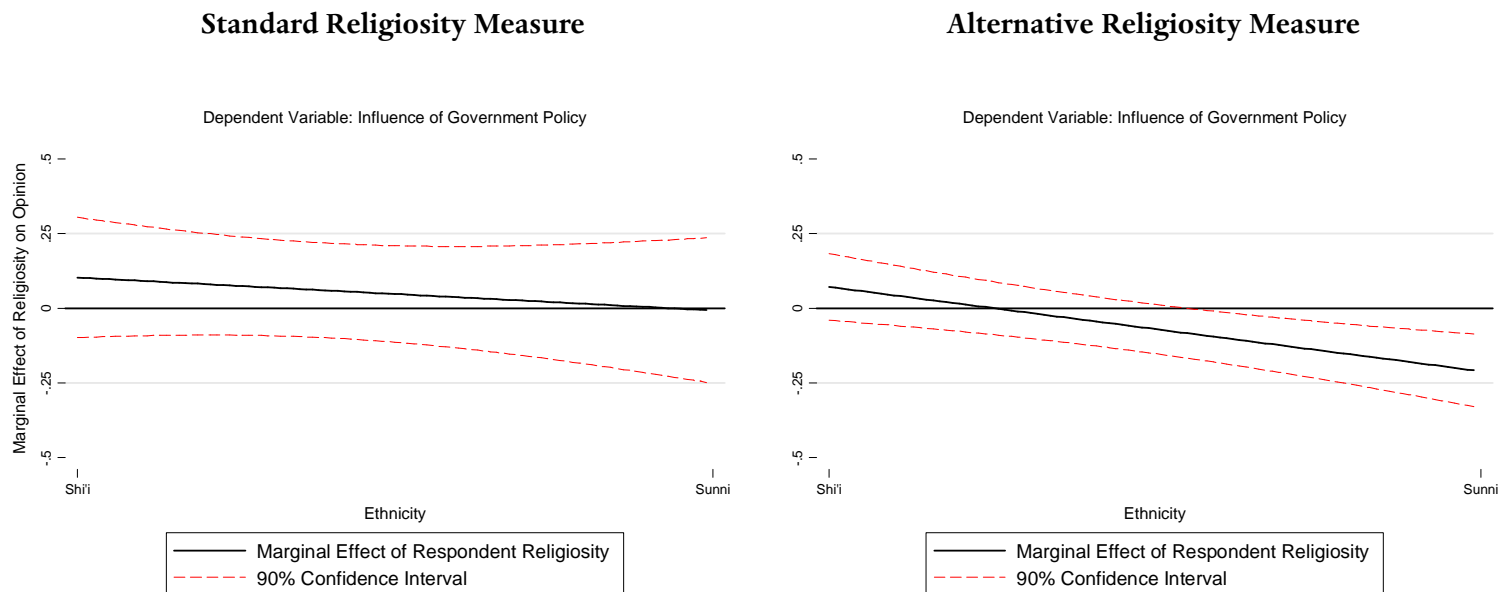 Standard Religiosity Measure
Dependent Variable: Influence of Government Policy
Marginal Effect of Religiosity on Opinion
.5
.25
0
-.25
-.5
Shi'i
Sunni
Ethnicity
Marginal Effect of Respondent Religiosity
90% Confidence Interval
Alternative Religiosity Measure
Dependent Variable: Influence of Government Policy
.5
.25
0
-.25
-.5
Shi'i
Sunni
Ethnicity
Marginal Effect of Respondent Religiosity
90% Confidence Interval